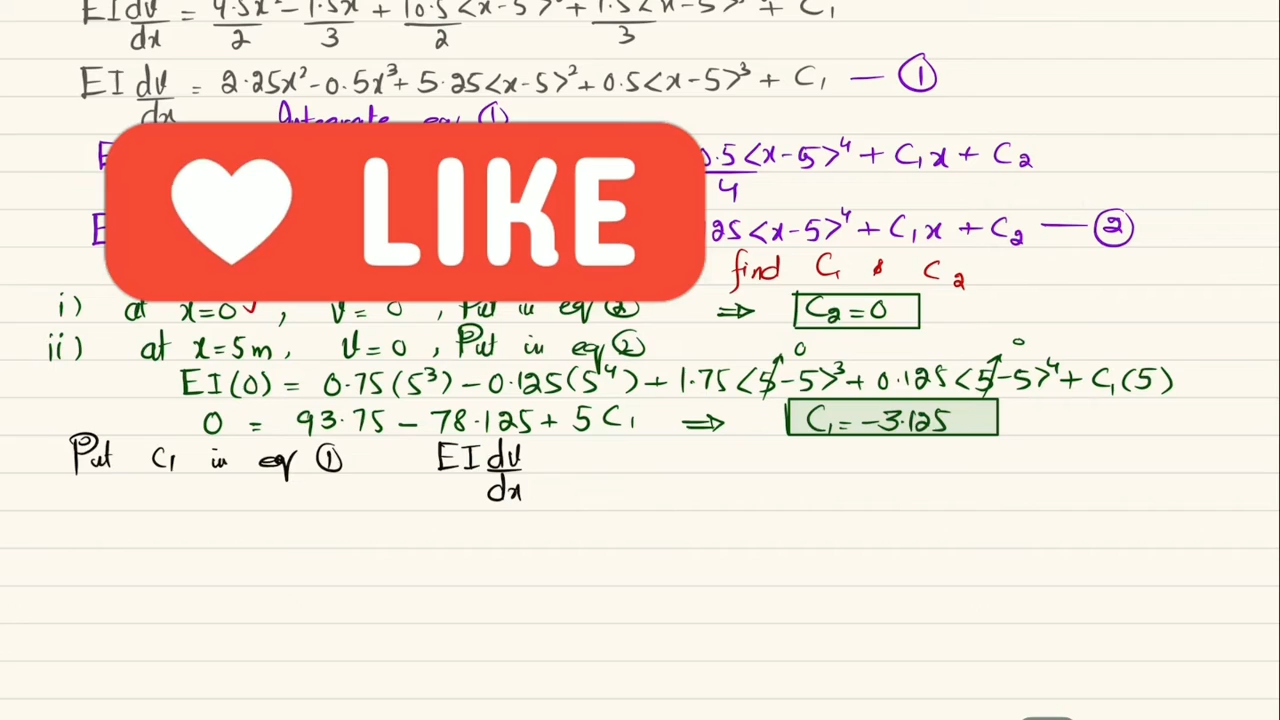 EI dv/dx = 4.5x²/2 - 1.5x³/3 + 10.5<x-5>²/2 + 1.5<x-5>³/3 + C₁
EI dv/dx = 2.25x² - 0.5x³ + 5.25<x-5>² + 0.5<x-5>³ + C₁ — ①
Integrate eq ①
E 0.5<x-5>⁴/4 + C₁x + C₂
E 25<x-5>⁴ + C₁x + C₂ — ②
LIKE
find C₁ & C₂
i) at x=0 ✓, v=0, Put in eq ② ⇒ C₂=0
ii) at x=5m, v=0, Put in eq ②
EI(0) = 0.75(5³) - 0.125(5⁴) + 1.75<5-5>³ 0 + 0.125<5-5>⁴ 0 + C₁(5)
0 = 93.75 - 78.125 + 5C₁ ⇒ C₁=-3.125
Put C₁ in eq ① EI dv/dx